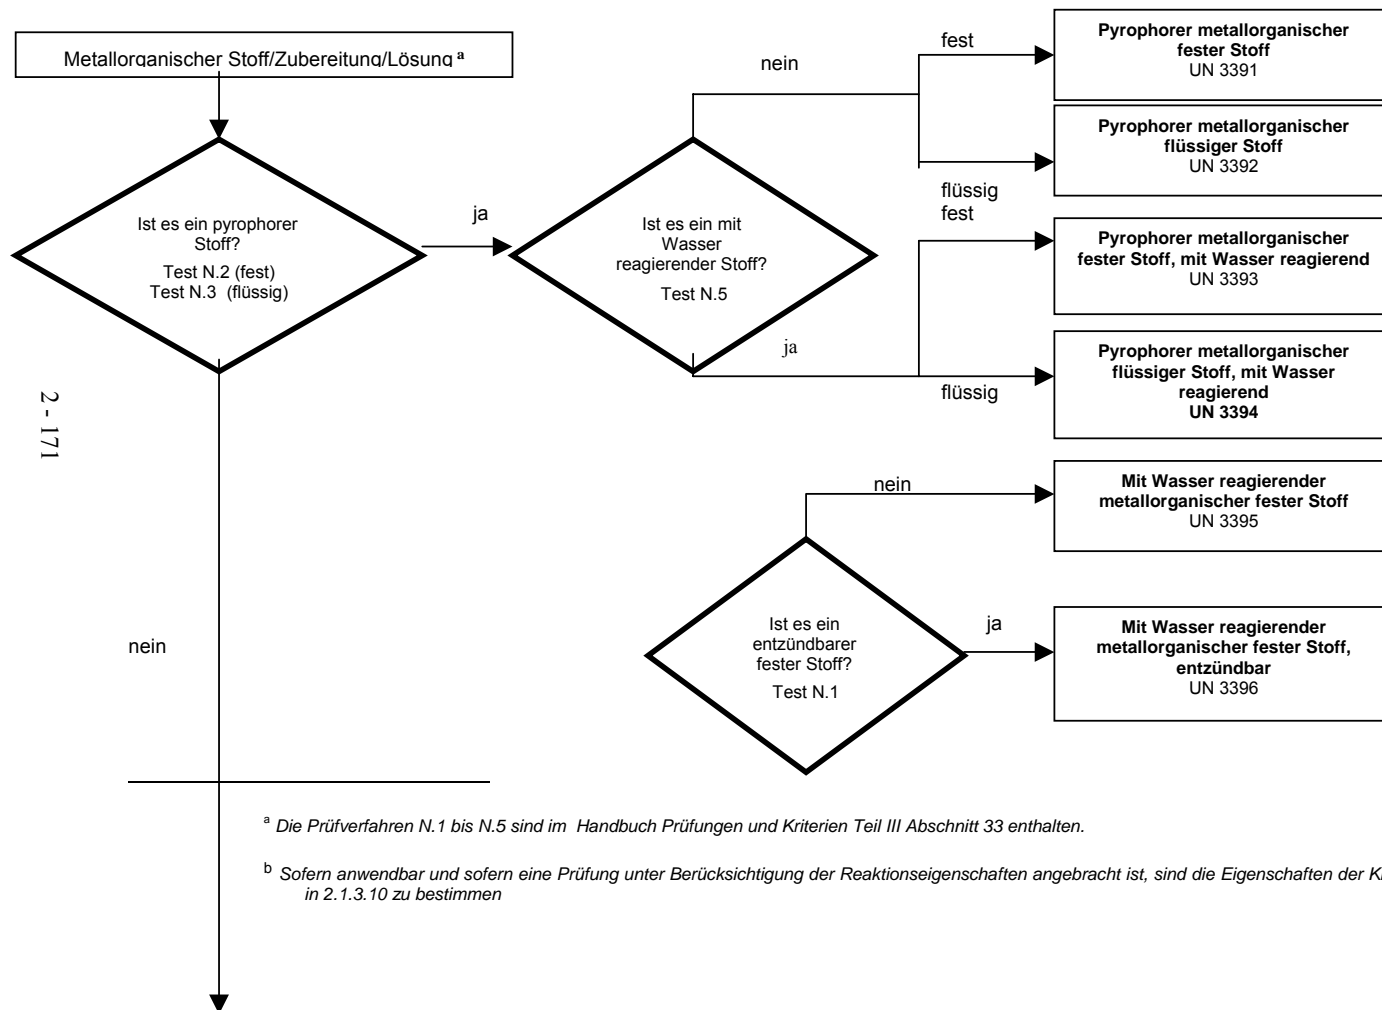 Metallorganischer Stoff/Zubereitung/Lösung a
Ist es ein pyrophorer
Stoff?
Test N.2 (fest)
Test N.3 (flüssig)
ja
nein
Ist es ein mit
Wasser
reagierender Stoff?
Test N.5
nein
fest
Pyrophorer metallorganischer
fester Stoff
UN 3391
flüssig
Pyrophorer metallorganischer
flüssiger Stoff
UN 3392
ja
fest
Pyrophorer metallorganischer
fester Stoff, mit Wasser reagierend
UN 3393
flüssig
Pyrophorer metallorganischer
flüssiger Stoff, mit Wasser
reagierend
UN 3394
nein
Mit Wasser reagierender
metallorganischer fester Stoff
UN 3395
Ist es ein
entzündbarer
fester Stoff?
Test N.1
ja
Mit Wasser reagierender
metallorganischer fester Stoff,
entzündbar
UN 3396
2 - 171
a Die Prüfverfahren N.1 bis N.5 sind im Handbuch Prüfungen und Kriterien Teil III Abschnitt 33 enthalten.
b Sofern anwendbar und sofern eine Prüfung unter Berücksichtigung der Reaktionseigenschaften angebracht ist, sind die Eigenschaften der
in 2.1.3.10 zu bestimmen